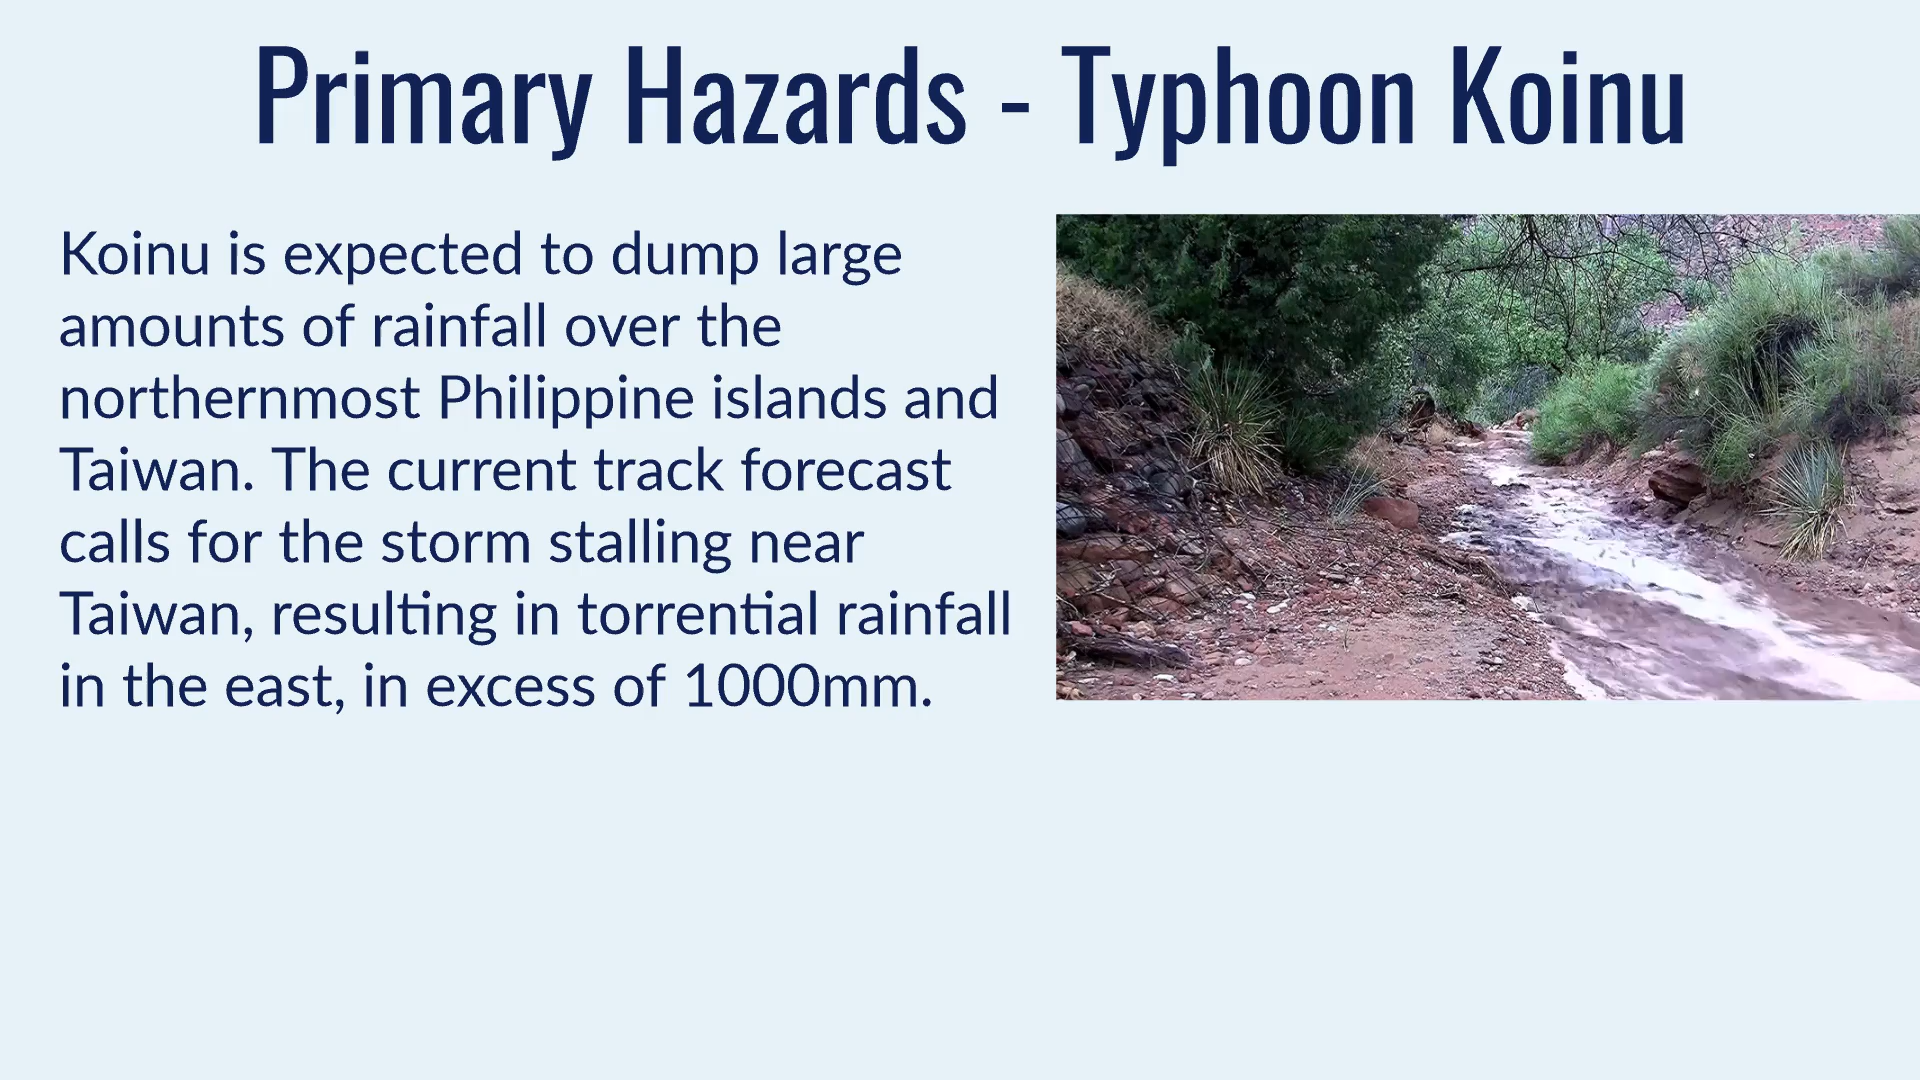 Primary Hazards - Typhoon Koinu
Koinu is expected to dump large
amounts of rainfall over the
northernmost Philippine islands and
Taiwan. The current track forecast
calls for the storm stalling near
Taiwan, resulting in torrential rainfall
in the east, in excess of 1000mm.